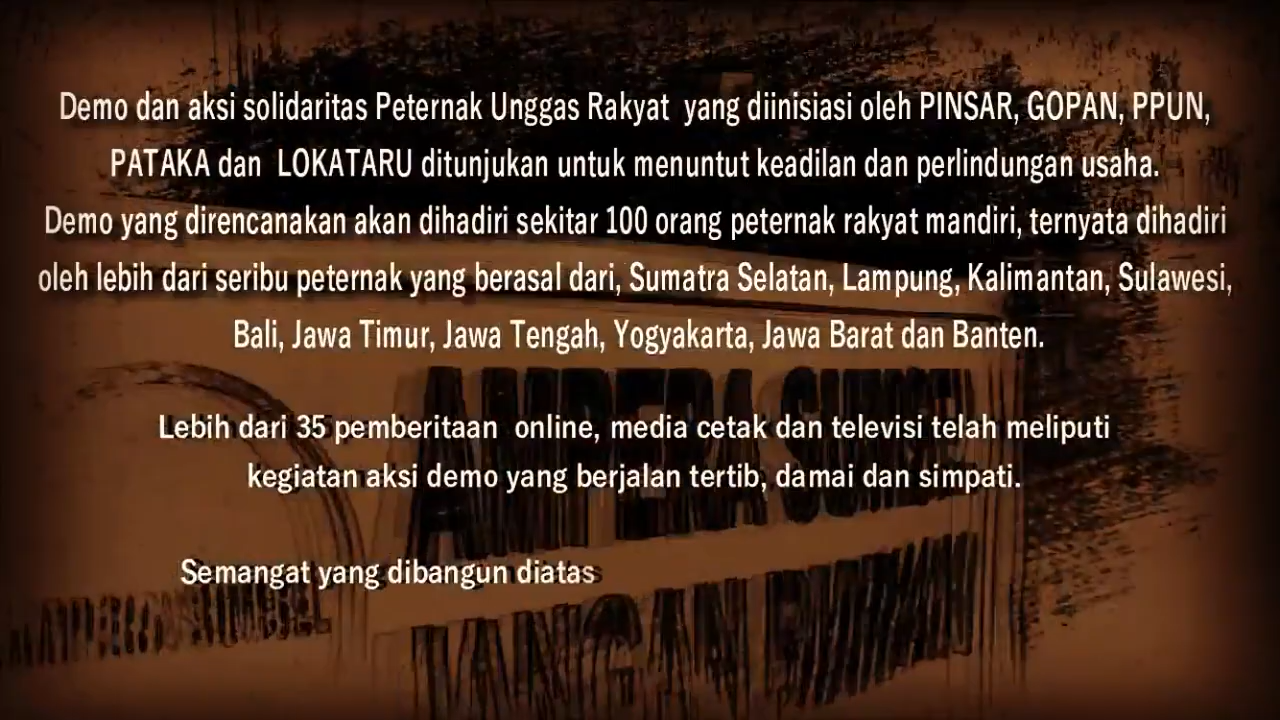 Demo dan aksi solidaritas Peternak Unggas Rakyat yang diinisiasi oleh PINSAR, GOPAN, PPUN,
PATAKA dan LOKATARU ditunjukan untuk menuntut keadilan dan perlindungan usaha.
Demo yang direncanakan akan dihadiri sekitar 100 orang peternak rakyat mandiri, ternyata dihadiri
oleh lebih dari seribu peternak yang berasal dari, Sumatra Selatan, Lampung, Kalimantan, Sulawesi,
Bali, Jawa Timur, Jawa Tengah, Yogyakarta, Jawa Barat dan Banten.
AMPERA SUMSEL
Lebih dari 35 pemberitaan online, media cetak dan televisi telah meliputi
kegiatan aksi demo yang berjalan tertib, damai dan simpati.
Semangat yang dibangun diatas
JANGAN